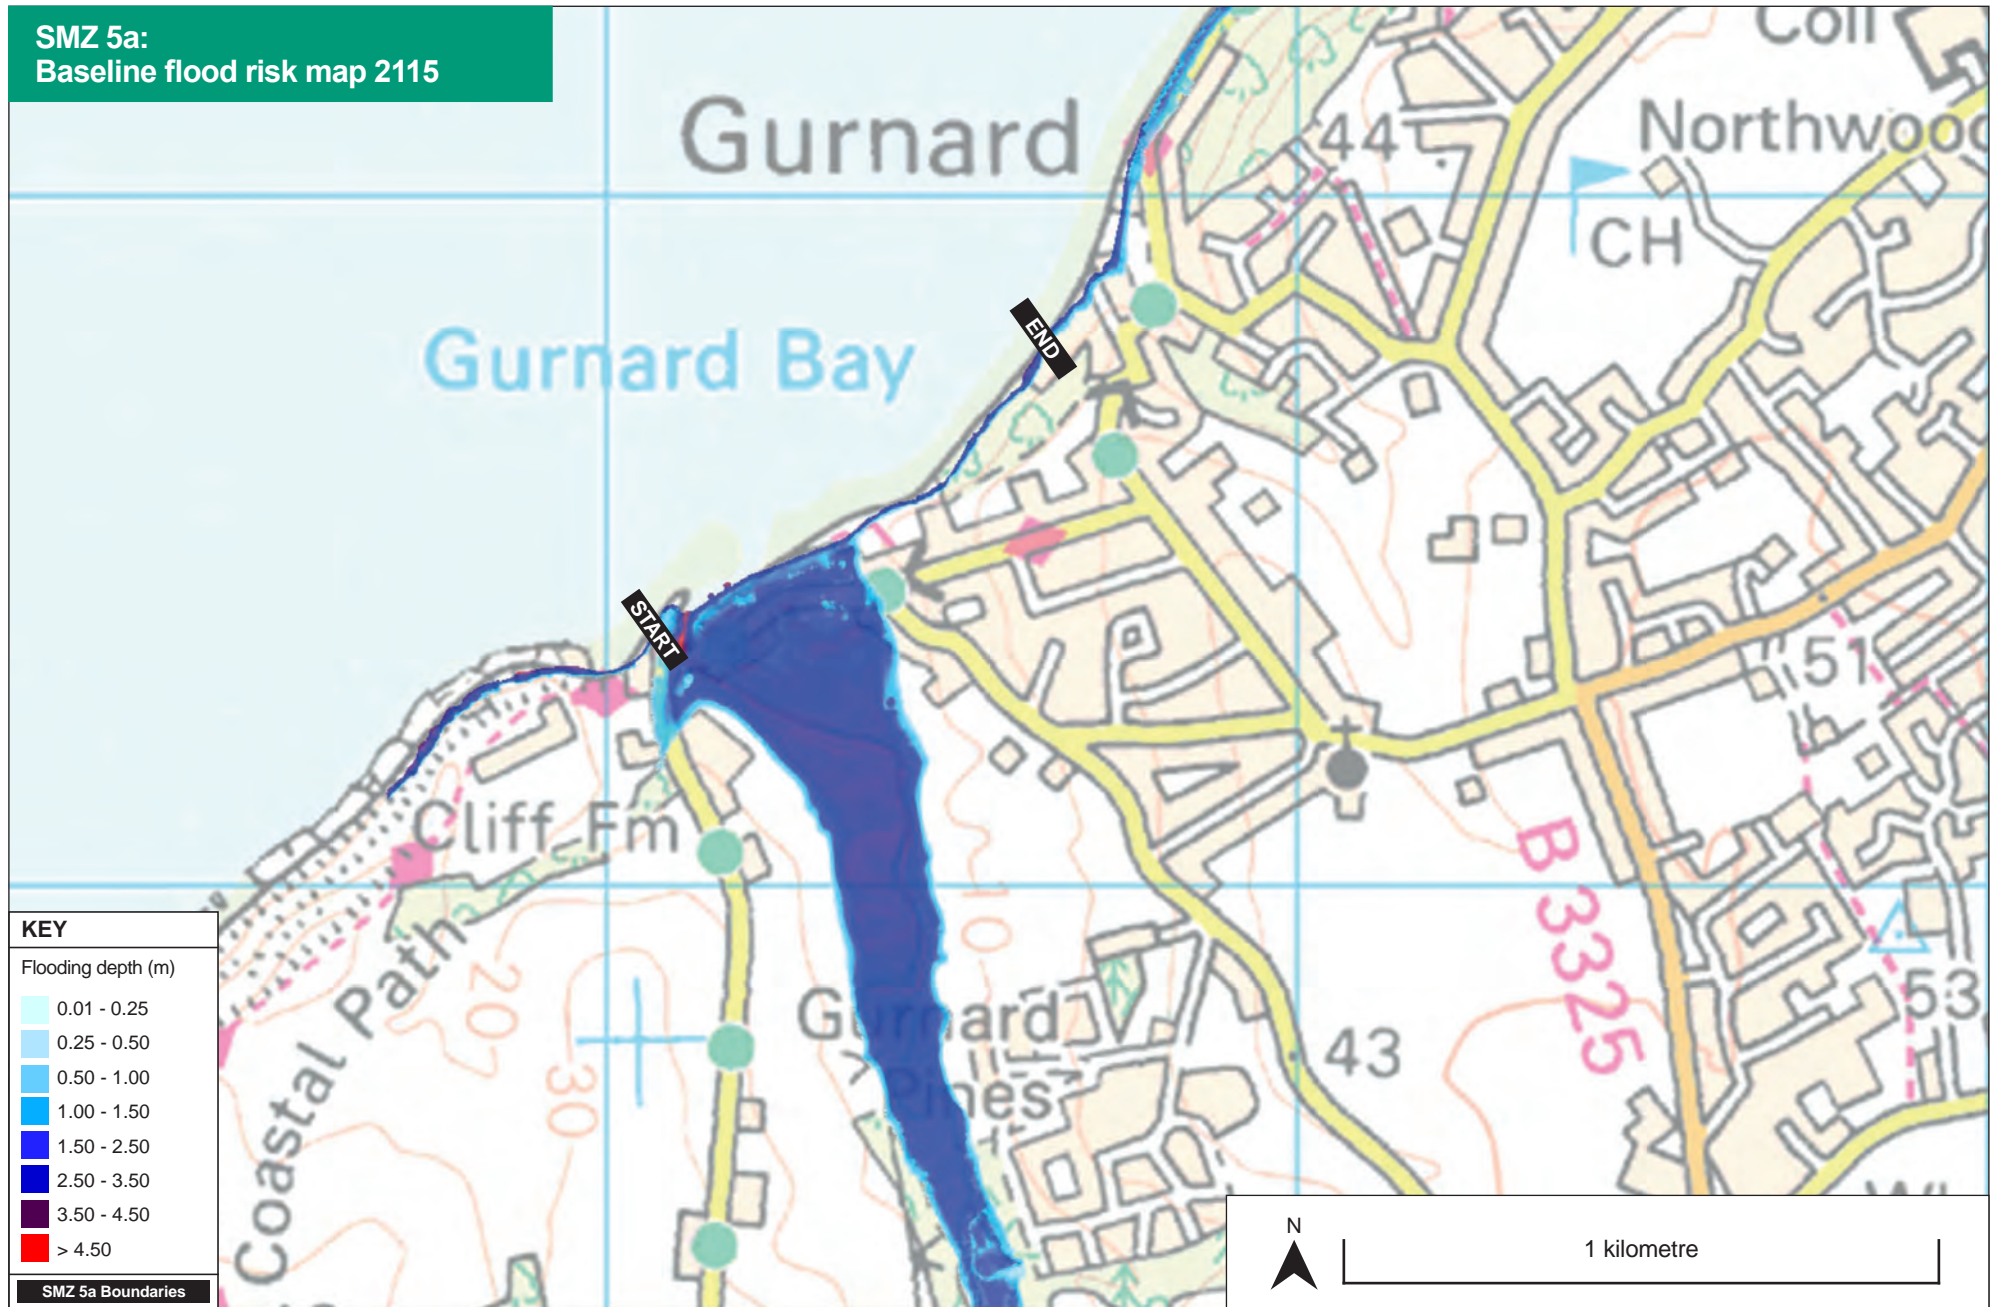 SMZ 5a:
Baseline flood risk map 2115
Coll
Gurnard
44
Northwood
CH
END
Gurnard Bay
START
51
Cliff Fm
B 3325
KEY
Flooding depth (m)
0.01 - 0.25
0.25 - 0.50
0.50 - 1.00
1.00 - 1.50
1.50 - 2.50
2.50 - 3.50
3.50 - 4.50
> 4.50
SMZ 5a Boundaries
Coastal Path
20
30
10
Gurnard
Pines
43
53
N
1 kilometre